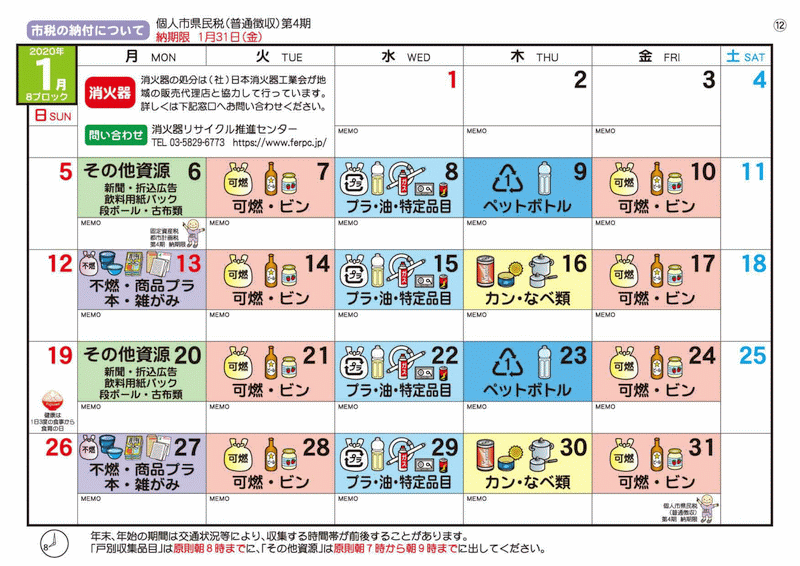 市税の納付について
個人市県民税(普通徴収)第4期
納期限 1月31日(金)
⑫
2020年
1月
8ブロック
日 SUN
月 MON
火 TUE
水 WED
木 THU
金 FRI
土 SAT
消火器
消火器の処分は(社)日本消火器工業会が地
域の販売代理店と協力して行っています。
詳しくは下記窓口へお問い合わせください。
問い合わせ
消火器リサイクル推進センター
TEL 03-5829-6773 https://www.ferpc.jp/
1
MEMO
2
MEMO
3
MEMO
4
5
その他資源 6
新聞・折込広告
飲料用紙パック
段ボール・古布類
MEMO
固定資産税
都市計画税
第4期 納期限
7
可燃
可燃・ビン
MEMO
8
プラ
プラ・油・特定品目
MEMO
9
1
ペットボトル
MEMO
10
可燃
可燃・ビン
MEMO
11
12
不燃
13
不燃・商品プラ
本・雑がみ
MEMO
14
可燃
可燃・ビン
MEMO
15
プラ
プラ・油・特定品目
MEMO
16
カン・なべ類
MEMO
17
可燃
可燃・ビン
MEMO
18
19
健康は
1日3度の食事から
食育の日
その他資源 20
新聞・折込広告
飲料用紙パック
段ボール・古布類
MEMO
21
可燃
可燃・ビン
MEMO
22
プラ
プラ・油・特定品目
MEMO
23
1
ペットボトル
MEMO
24
可燃
可燃・ビン
MEMO
25
26
不燃
27
不燃・商品プラ
本・雑がみ
MEMO
28
可燃
可燃・ビン
MEMO
29
プラ
プラ・油・特定品目
MEMO
30
カン・なべ類
MEMO
31
可燃
可燃・ビン
MEMO
個人市県民税
(普通徴収)
第4期 納期限
8
年末、年始の期間は交通状況等により、収集する時間帯が前後することがあります。
「戸別収集品目」は原則朝8時までに、「その他資源」は原則朝7時から朝9時までに出してください。